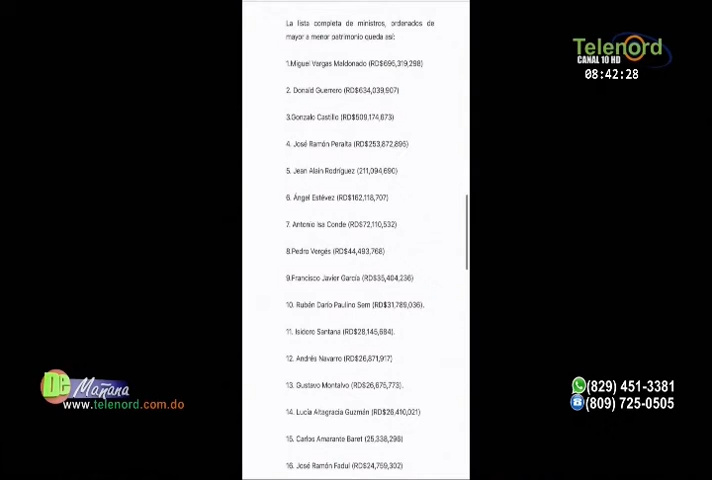 La lista completa de ministros, ordenados de
mayor a menor patrimonio queda así:
1.Miguel Vargas Maldonado (RD$696,319,298)
2. Donald Guerrero (RD$634,039,907)
3.Gonzalo Castillo (RD$509,174,673)
4. José Ramón Peralta (RD$253,872,895)
5. Jean Alain Rodríguez (211,094,690)
6. Ángel Estévez (RD$162,118,707)
7. Antonio Isa Conde (RD$72,110,532)
8.Pedro Vergés (RD$44,493,768)
9.Francisco Javier García (RD$35,404,236)
10. Rubén Darío Paulino Sem (RD$31,789,036).
11. Isidoro Santana (RD$28,145,684).
12. Andrés Navarro (RD$26,871,917)
13. Gustavo Montalvo (RD$26,675,773).
14. Lucía Altagracia Guzmán (RD$26,410,021)
15. Carlos Amarante Baret (25,338,298)
16. José Ramón Fadul (RD$24,759,302)
Telenord
CANAL 10 HD
08:42:28
De Mañana
www.telenord.com.do
(829) 451-3381
(809) 725-0505